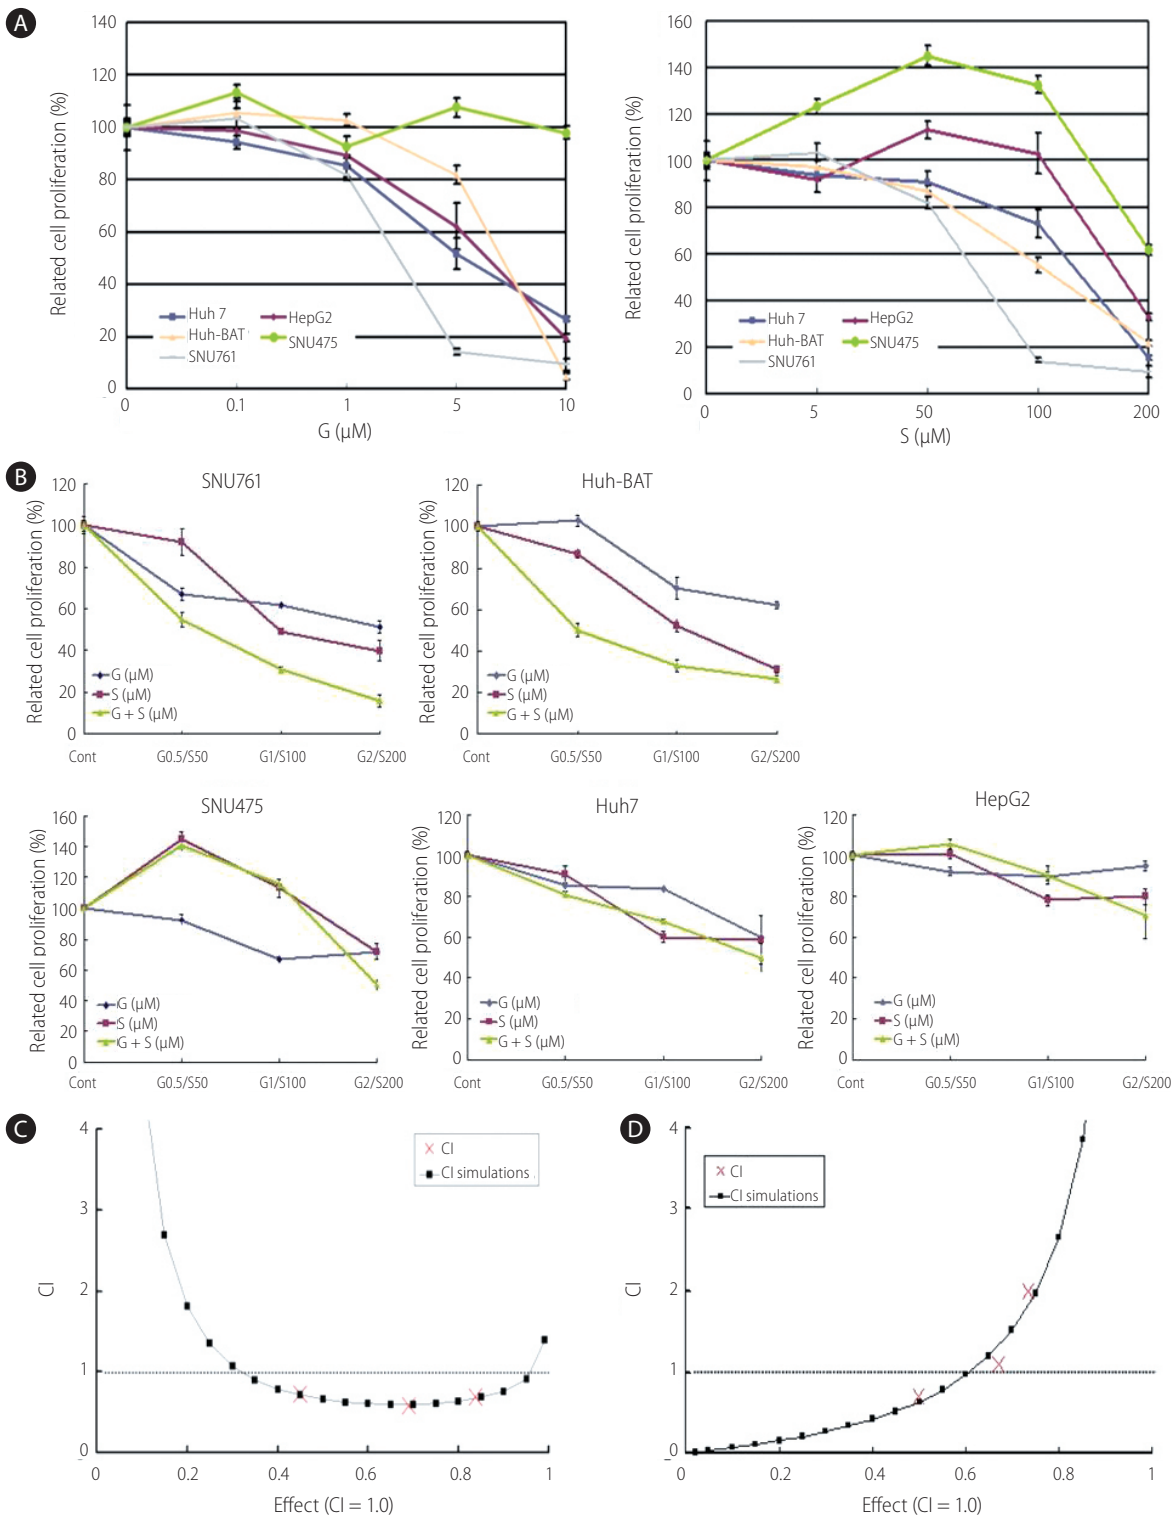 A
Related cell proliferation (%)
140
120
100
80
60
40
20
0
0
0.1
1
5
10
G (µM)
Huh 7
HepG2
Huh-BAT
SNU475
SNU761
Related cell proliferation (%)
160
140
120
100
80
60
40
20
0
0
5
50
100
200
S (µM)
Huh 7
HepG2
Huh-BAT
SNU475
SNU761
B
SNU761
Related cell proliferation (%)
120
100
80
60
40
20
0
G (µM)
S (µM)
G + S (µM)
Cont
G0.5/S50
G1/S100
G2/S200
Huh-BAT
Related cell proliferation (%)
120
100
80
60
40
20
0
G (µM)
S (µM)
G + S (µM)
Cont
G0.5/S50
G1/S100
G2/S200
SNU475
Related cell proliferation (%)
160
140
120
100
80
60
40
20
0
G (µM)
S (µM)
G + S (µM)
Cont
G0.5/S50
G1/S100
G2/S200
Huh7
Related cell proliferation (%)
120
100
80
60
40
20
0
G (µM)
S (µM)
G + S (µM)
Cont
G0.5/S50
G1/S100
G2/S200
HepG2
Related cell proliferation (%)
120
100
80
60
40
20
0
G (µM)
S (µM)
G + S (µM)
Cont
G0.5/S50
G1/S100
G2/S200
C
CI
4
3
2
1
0
CI
CI simulations
0
0.2
0.4
0.6
0.8
1
Effect (CI = 1.0)
D
CI
4
3
2
1
0
CI
CI simulations
0
0.2
0.4
0.6
0.8
1
Effect (CI = 1.0)